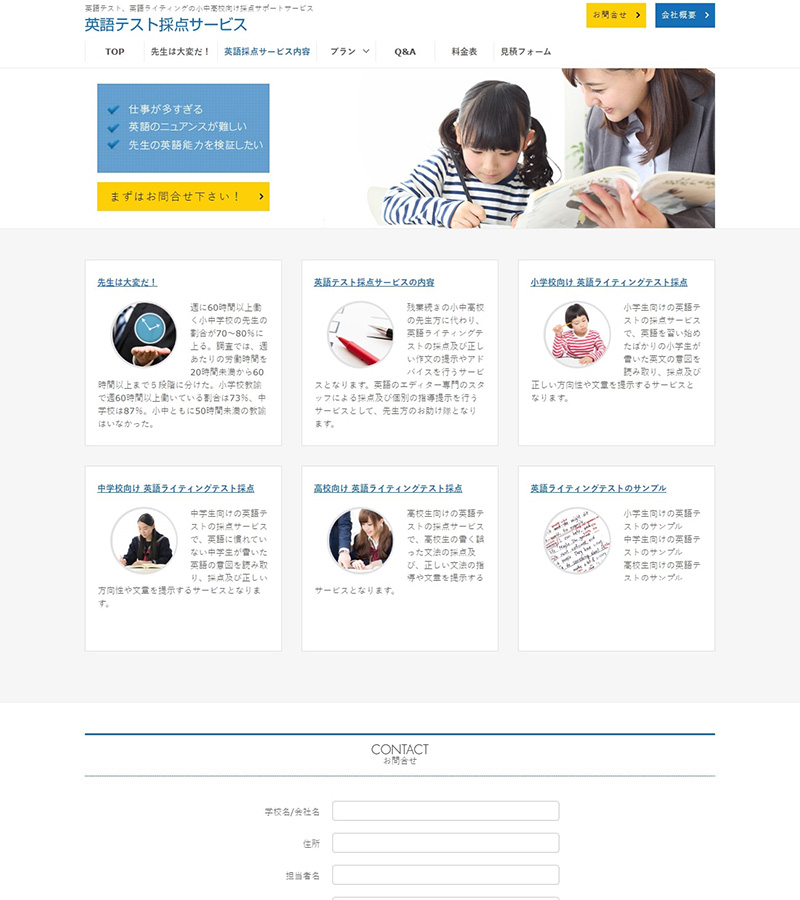 英語テスト、英語ライティングの小中高校向け採点サポートサービス
英語テスト採点サービス
お問合せ
会社概要
TOP 先生は大変だ！ 英語採点サービス内容 プラン Q&A 料金表 見積フォーム
仕事が多すぎる
英語のニュアンスが難しい
先生の英語能力を検証したい
まずはお問合せ下さい！
先生は大変だ！
週に60時間以上働
く小中学校の先生の
割合が70～80%に
上る。調査では、週
あたりの労働時間を
20時間未満から60
時間以上まで５段階に分けた。小学校教諭
で週60時間以上働いている割合は73%、中
学校は87%。小中ともに50時間未満の教諭
はいなかった。
英語テスト採点サービスの内容
残業続きの小中高校
の先生方に代わり、
英語ライティングテ
ストの採点及び正し
い作文の提示やアド
バイスを行うサービ
スとなります。英語のエディター専門のスタ
ッフによる採点及び個別の指導提示を行う
サービスとして、先生方のお助け隊となり
ます。
小学校向け 英語ライティングテスト採点
小学生向けの英語テ
ストの採点サービス
で、英語を習い始め
たばかりの小学生が
書いた英文の意図を
読み取り、採点及び
正しい方向性や文章を提示するサービスと
なります。
中学校向け 英語ライティングテスト採点
中学生向けの英語テ
ストの採点サービス
で、英語に慣れてい
ない中学生が書いた
英語の意図を読み取
り、採点及び正しい
方向性や文章を提示するサービスとなりま
す。
高校向け 英語ライティングテスト採点
高校生向けの英語テ
ストの採点サービス
で、高校生の書く誤
った文法の採点及
び、正しい文法の指
導や文章を提示する
サービスとなります。
英語ライティングテストのサンプル
小学生向けの英語テ
ストのサンプル
中学生向けの英語テ
ストのサンプル
高校生向けの英語テ
ストのサンプル
CONTACT
お問合せ
学校名/会社名
住所
担当者名